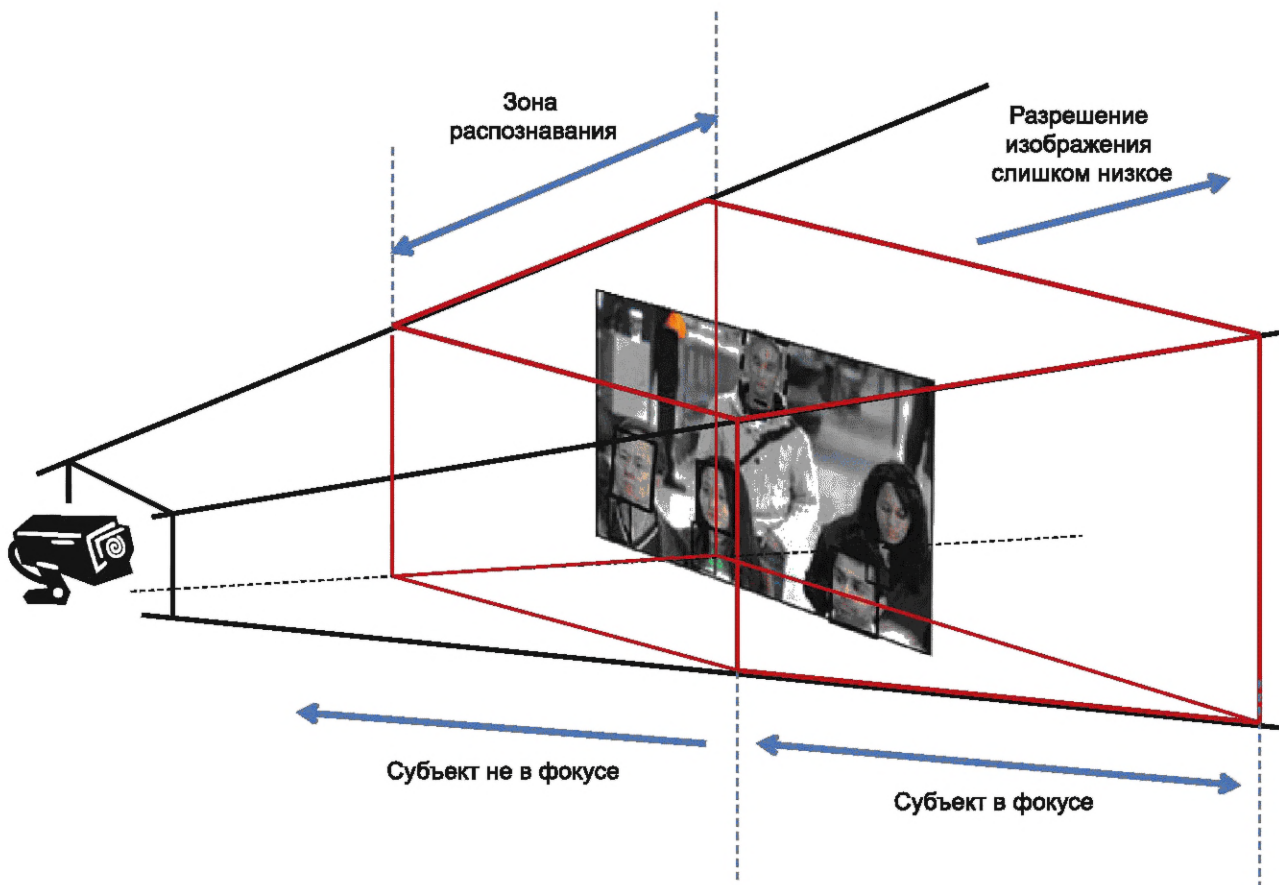 Зона
распознавания
Разрешение
изображения
слишком низкое
Субъект не в фокусе
Субъект в фокусе